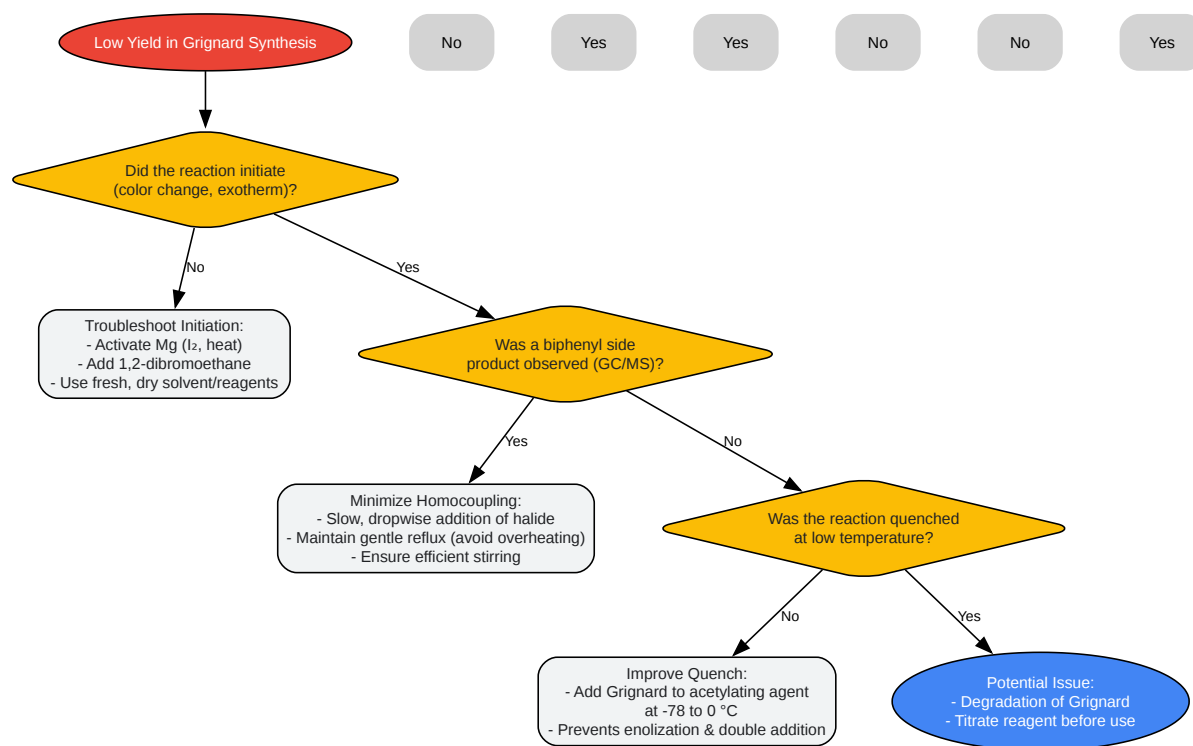 Low Yield in Grignard Synthesis
No
Yes
Yes
No
No
Yes
Did the reaction initiate
(color change, exotherm)?
No
Yes
Troubleshoot Initiation:
- Activate Mg (I₂, heat)
- Add 1,2-dibromoethane
- Use fresh, dry solvent/reagents
Was a biphenyl side
product observed (GC/MS)?
Yes
No
Minimize Homocoupling:
- Slow, dropwise addition of halide
- Maintain gentle reflux (avoid overheating)
- Ensure efficient stirring
Was the reaction quenched
at low temperature?
No
Yes
Improve Quench:
- Add Grignard to acetylating agent
at -78 to 0 °C
- Prevents enolization & double addition
Potential Issue:
- Degradation of Grignard
- Titrate reagent before use